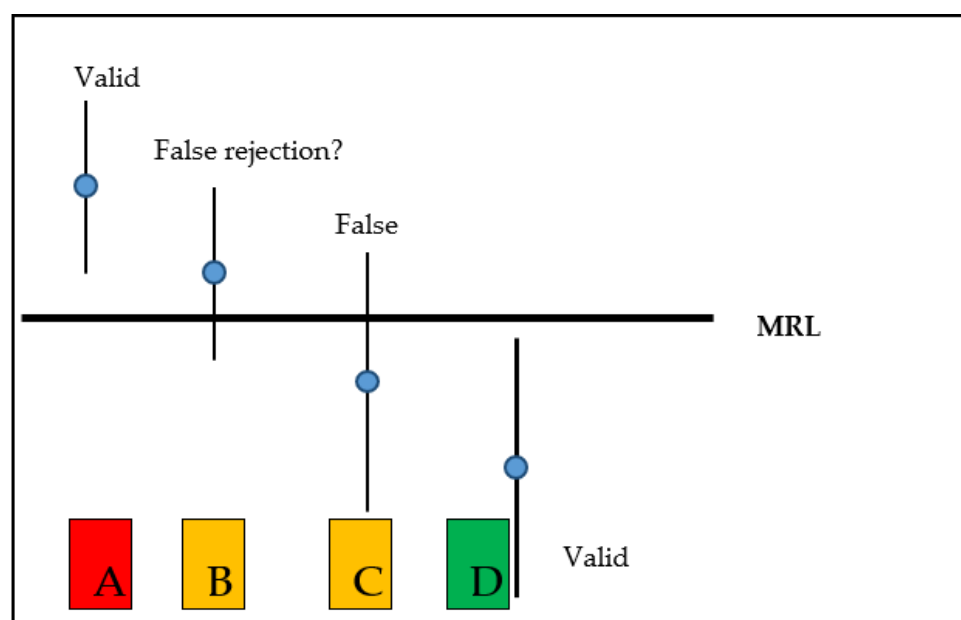 Valid
False rejection?
False
MRL
A
B
C
D
Valid